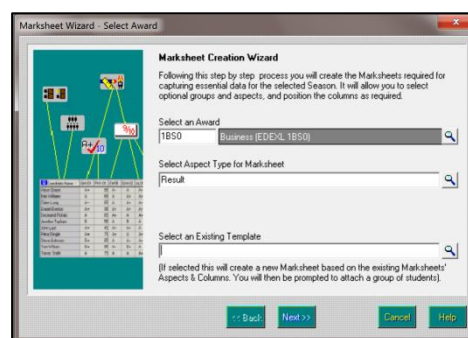 Marksheet Wizard - Select Award
Marksheet Creation Wizard
Following this step by step process you will create the Marksheets required for
capturing essential data for the selected Season. It will allow you to select
optional groups and aspects, and position the columns as required.
Select an Award
1BS0 Business (EDEXL 1BS0)
Select Aspect Type for Marksheet
Result
Select an Existing Template
(If selected this will create a new Marksheet based on the existing Marksheets'
Aspects & Columns. You will then be prompted to attach a group of students).
<< Back Next >> Cancel Help